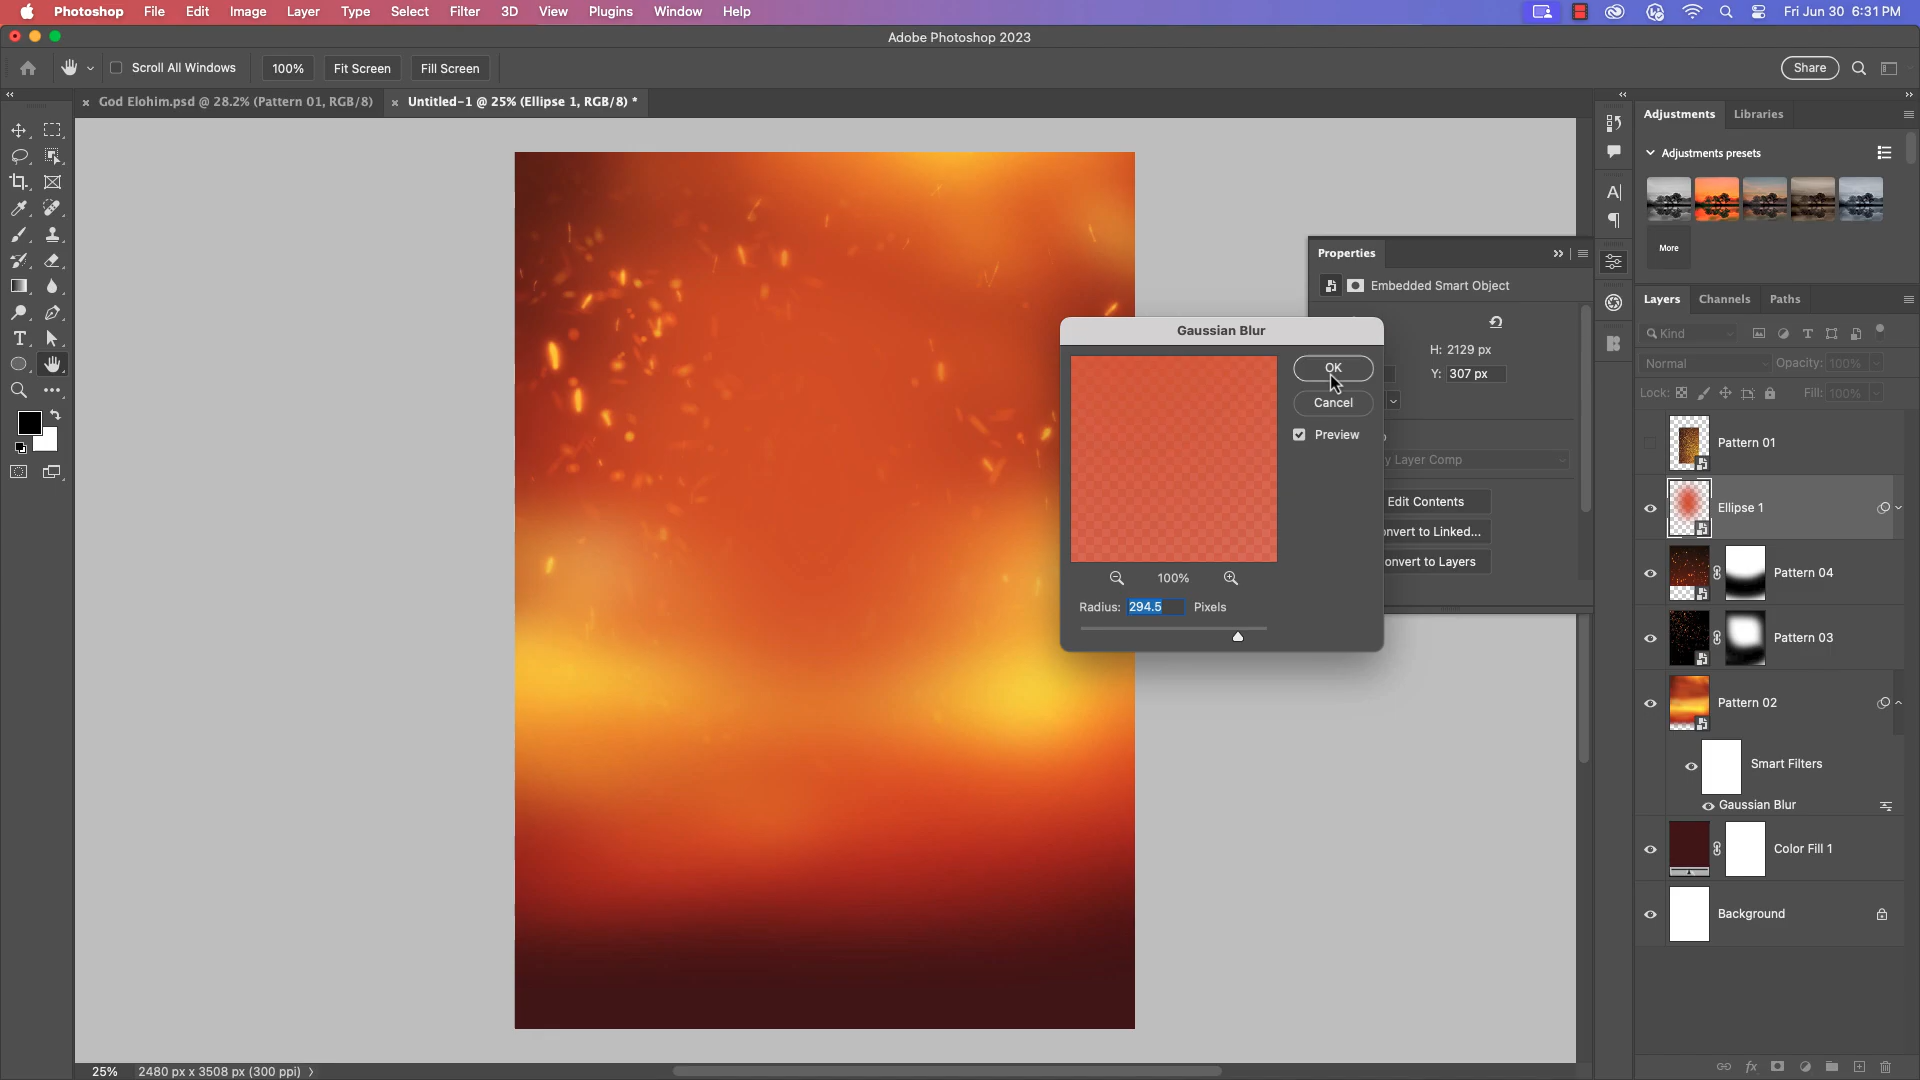 Photoshop File Edit Image Layer Type Select Filter 3D View Plugins Window Help Fri Jun 30 6:31 PM
Adobe Photoshop 2023
Scroll All Windows 100% Fit Screen Fill Screen Share
God Elohim.psd @ 28.2% (Pattern 01, RGB/8) Untitled-1 @ 25% (Ellipse 1, RGB/8) *
Adjustments Libraries
Adjustments presets
More
Properties
Embedded Smart Object
Gaussian Blur
OK
Cancel
Preview
100%
Radius: 294.5 Pixels
H: 2129 px
Y: 307 px
y Layer Comp
Edit Contents
onvert to Linked...
onvert to Layers
Layers Channels Paths
Kind
Normal Opacity: 100%
Lock: Fill: 100%
Pattern 01
Ellipse 1
Pattern 04
Pattern 03
Pattern 02
Smart Filters
Gaussian Blur
Color Fill 1
Background
25% 2480 px x 3508 px (300 ppi)